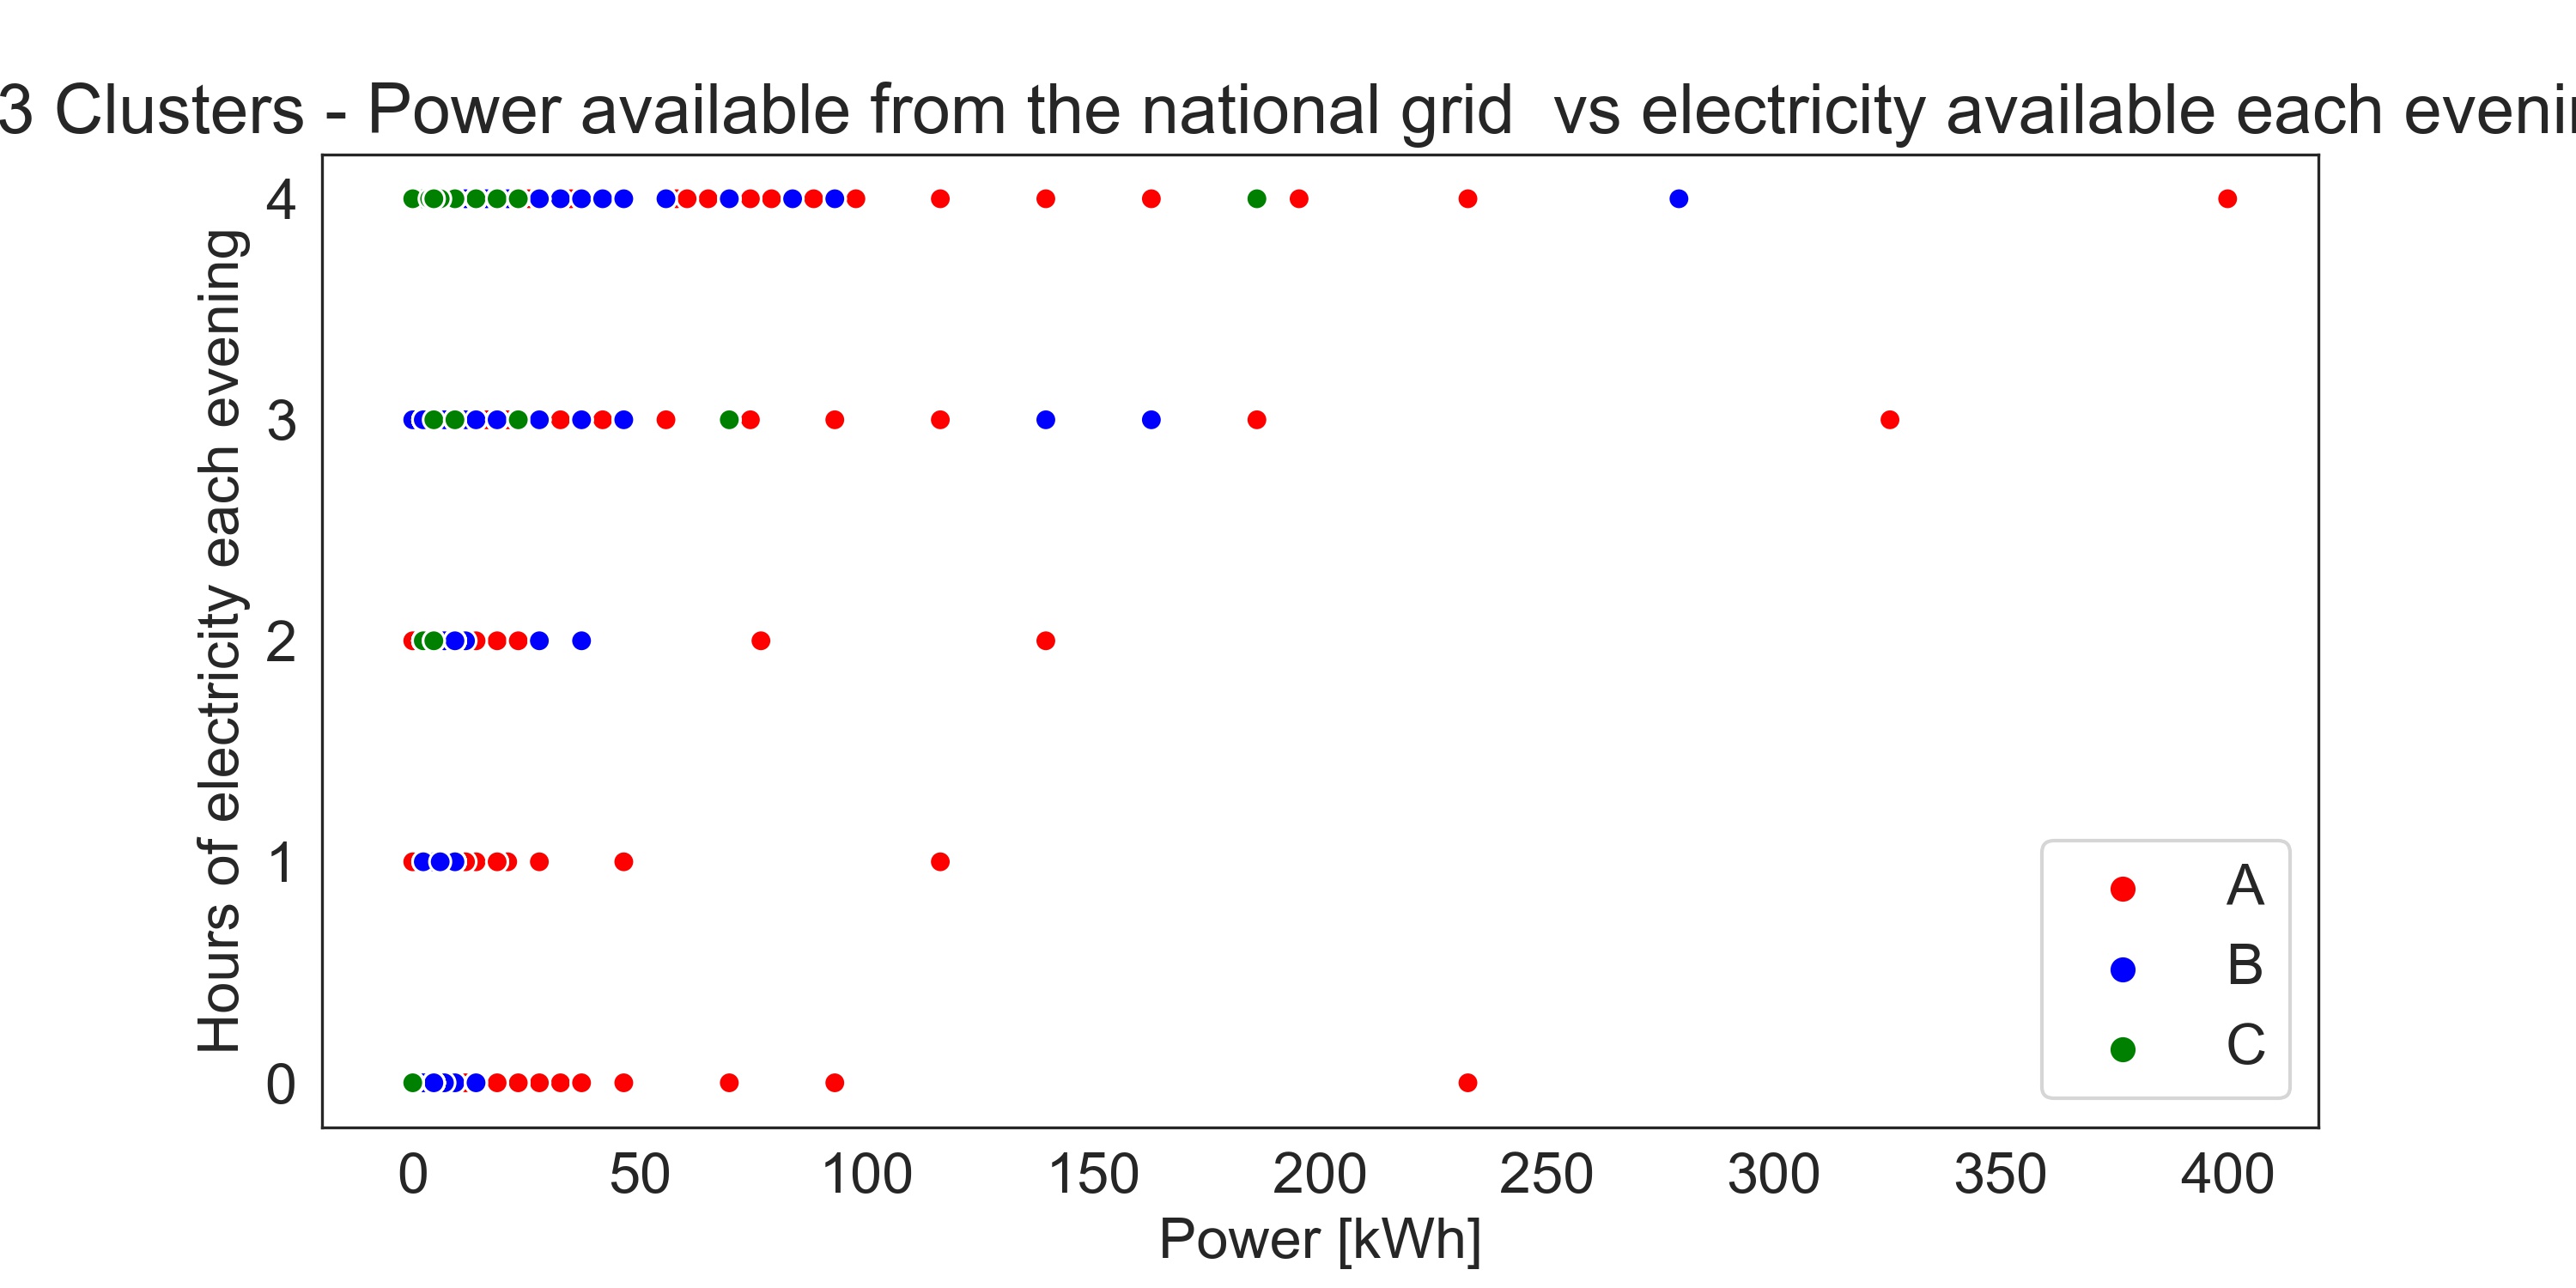 3 Clusters - Power available from the national grid  vs electricity available each evenin
Hours of electricity each evening
4
3
2
1
0
A
B
C
0 50 100 150 200 250 300 350 400
Power [kWh]